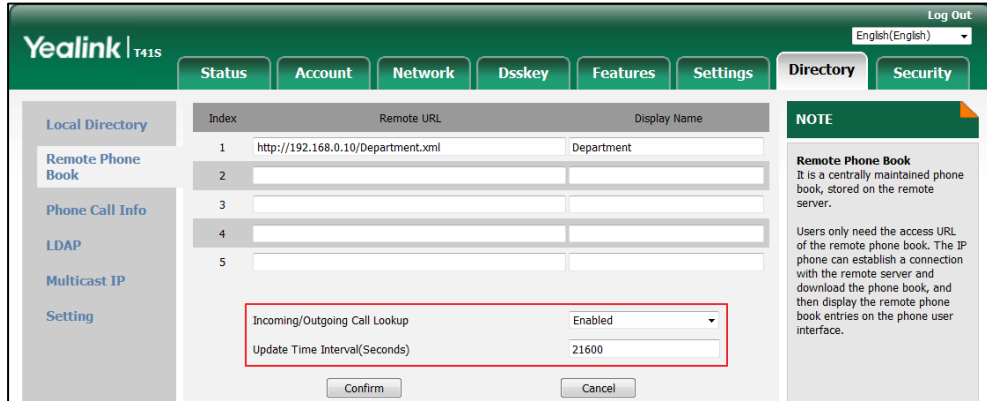 Log Out
English(English)
Yealink T41S
Status Account Network Dsskey Features Settings Directory Security
Local Directory
Remote Phone
Book
Phone Call Info
LDAP
Multicast IP
Setting
Index Remote URL Display Name
1 http://192.168.0.10/Department.xml Department
2
3
4
5
Incoming/Outgoing Call Lookup Enabled
Update Time Interval(Seconds) 21600
Confirm Cancel
NOTE
Remote Phone Book
It is a centrally maintained phone
book, stored on the remote
server.
Users only need the access URL
of the remote phone book. The IP
phone can establish a connection
with the remote server and
download the phone book, and
then display the remote phone
book entries on the phone user
interface.